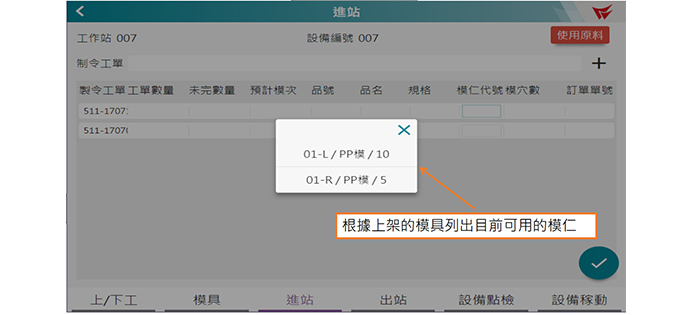 進站
工作站 007 設備編號 007 使用原料
制令工單
製令工單 工單數量 未完數量 預計模次 品號 品名 規格 模仁代號 模穴數 訂單單號
511-1707
511-1707
01-L / PP模 / 10
01-R / PP模 / 5
根據上架的模具列出目前可用的模仁
上/下工 模具 進站 出站 設備點檢 設備稼動